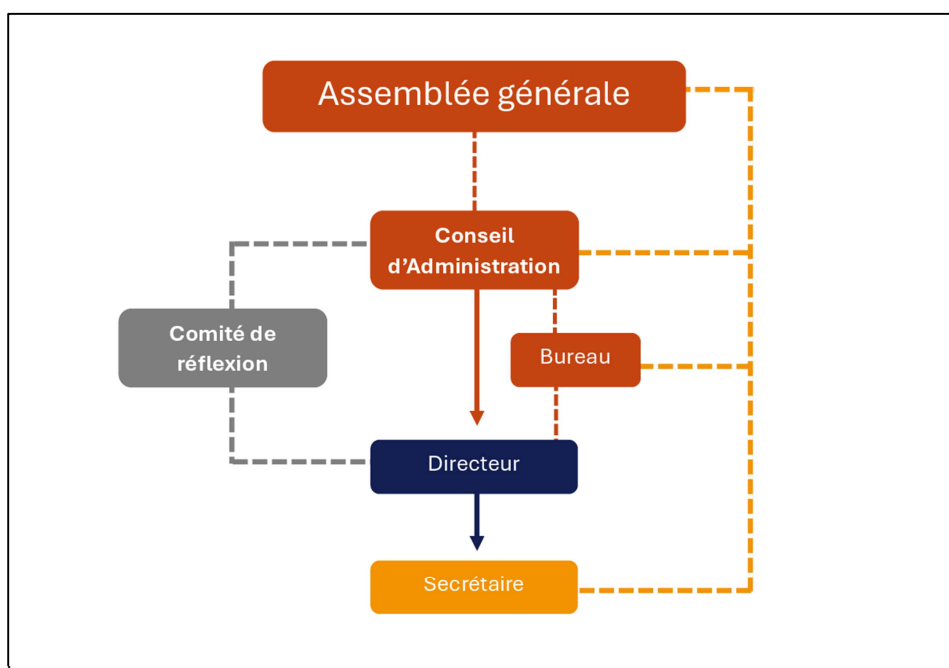 Assemblée générale
Conseil
d’Administration
Comité de
réflexion
Bureau
Directeur
Secrétaire